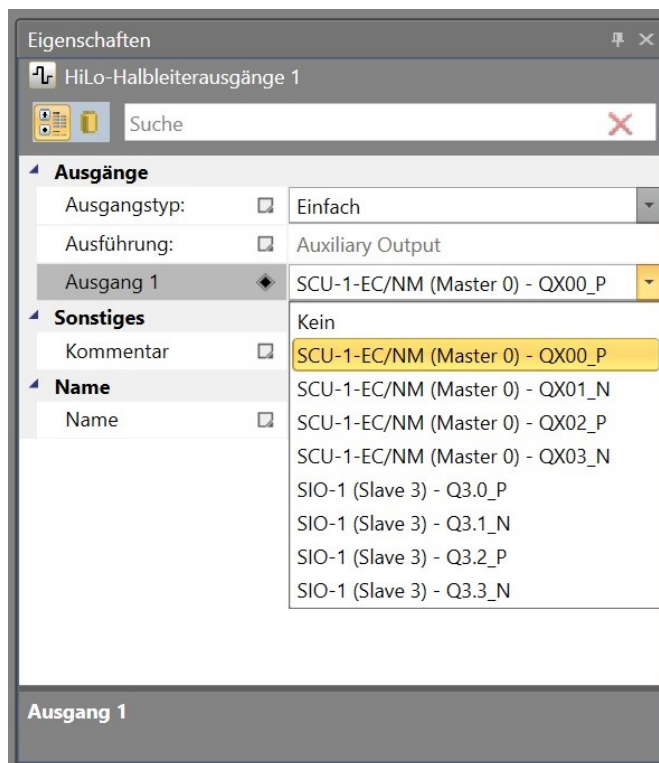 Eigenschaften
HiLo-Halbleiterausgänge 1
Suche
Ausgänge
Ausgangstyp: Einfach
Ausführung: Auxiliary Output
Ausgang 1 SCU-1-EC/NM (Master 0) - QX00_P
Sonstiges
Kommentar
Name
Name
Kein
SCU-1-EC/NM (Master 0) - QX00_P
SCU-1-EC/NM (Master 0) - QX01_N
SCU-1-EC/NM (Master 0) - QX02_P
SCU-1-EC/NM (Master 0) - QX03_N
SIO-1 (Slave 3) - Q3.0_P
SIO-1 (Slave 3) - Q3.1_N
SIO-1 (Slave 3) - Q3.2_P
SIO-1 (Slave 3) - Q3.3_N
Ausgang 1